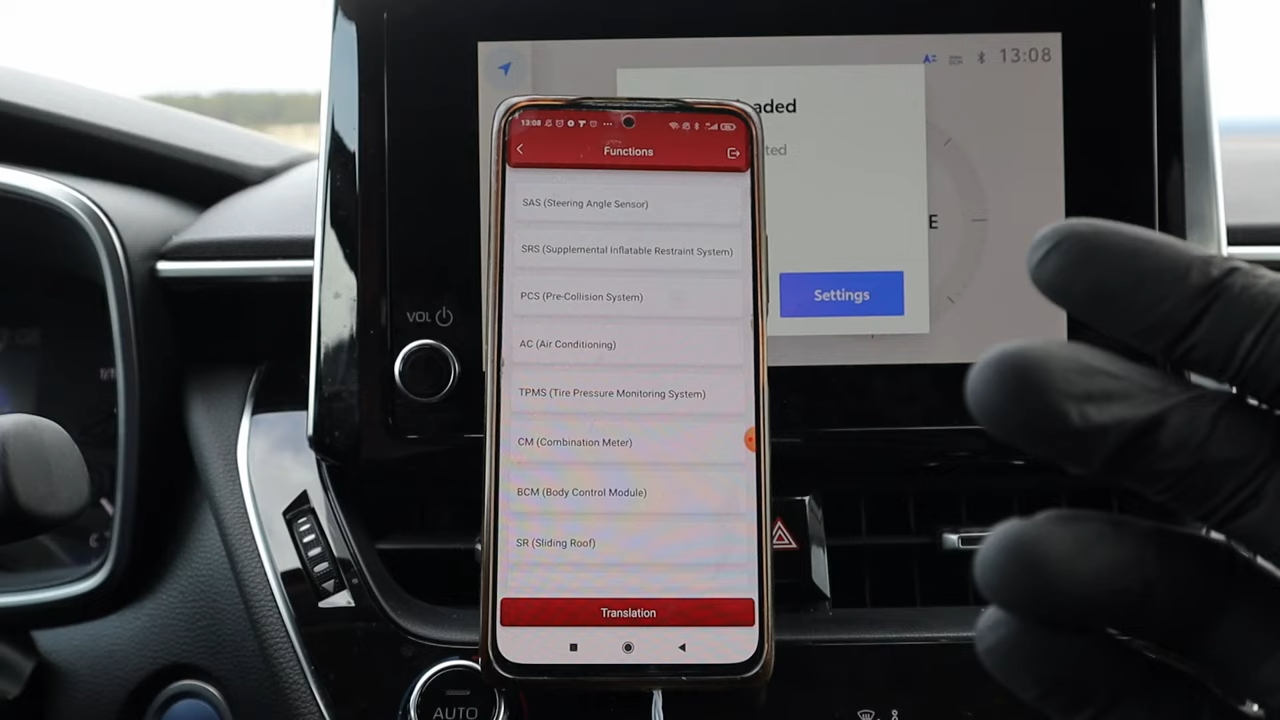 13:08
aded
ted
E
Settings
VOL
13:08
Functions
SAS (Steering Angle Sensor)
SRS (Supplemental Inflatable Restraint System)
PCS (Pre-Collision System)
AC (Air Conditioning)
TPMS (Tire Pressure Monitoring System)
CM (Combination Meter)
BCM (Body Control Module)
SR (Sliding Roof)
Translation
AUTO